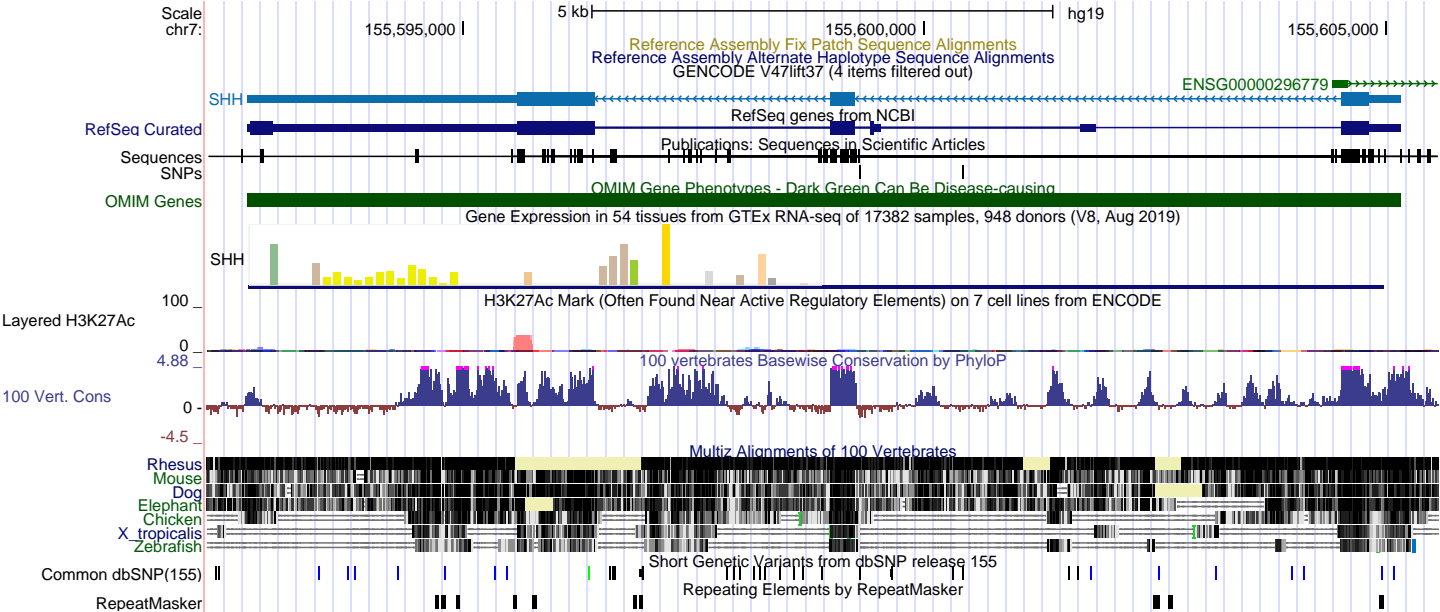 Scale 5 kb hg19
chr7: 155,595,000 155,600,000 155,605,000
Reference Assembly Fix Patch Sequence Alignments
Reference Assembly Alternate Haplotype Sequence Alignments
GENCODE V47lift37 (4 items filtered out)
ENSG00000296779
SHH
RefSeq genes from NCBI
RefSeq Curated
Publications: Sequences in Scientific Articles
Sequences
SNPs
OMIM Gene Phenotypes - Dark Green Can Be Disease-causing
OMIM Genes
Gene Expression in 54 tissues from GTEx RNA-seq of 17382 samples, 948 donors (V8, Aug 2019)
SHH
H3K27Ac Mark (Often Found Near Active Regulatory Elements) on 7 cell lines from ENCODE
100 _
Layered H3K27Ac
0 _
100 vertebrates Basewise Conservation by PhyloP
4.88 _
100 Vert. Cons
0 -
-4.5 _
Multiz Alignments of 100 Vertebrates
Rhesus
Mouse
Dog
Elephant
Chicken
X_tropicalis
Zebrafish
Short Genetic Variants from dbSNP release 155
Common dbSNP(155)
Repeating Elements by RepeatMasker
RepeatMasker